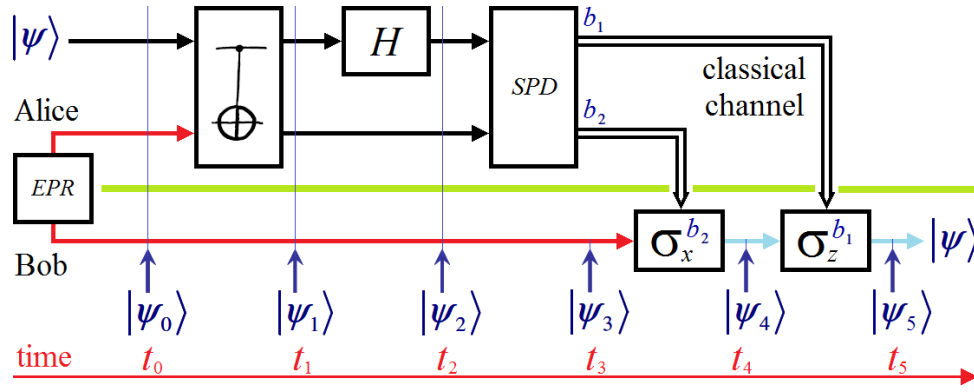 |ψ⟩
H
b₁
SPD
classical
channel
Alice
b₂
EPR
σₓ^b₂
σ_z^b₁
|ψ⟩
Bob
|ψ₀⟩ |ψ₁⟩ |ψ₂⟩ |ψ₃⟩ |ψ₄⟩ |ψ₅⟩
time t₀ t₁ t₂ t₃ t₄ t₅